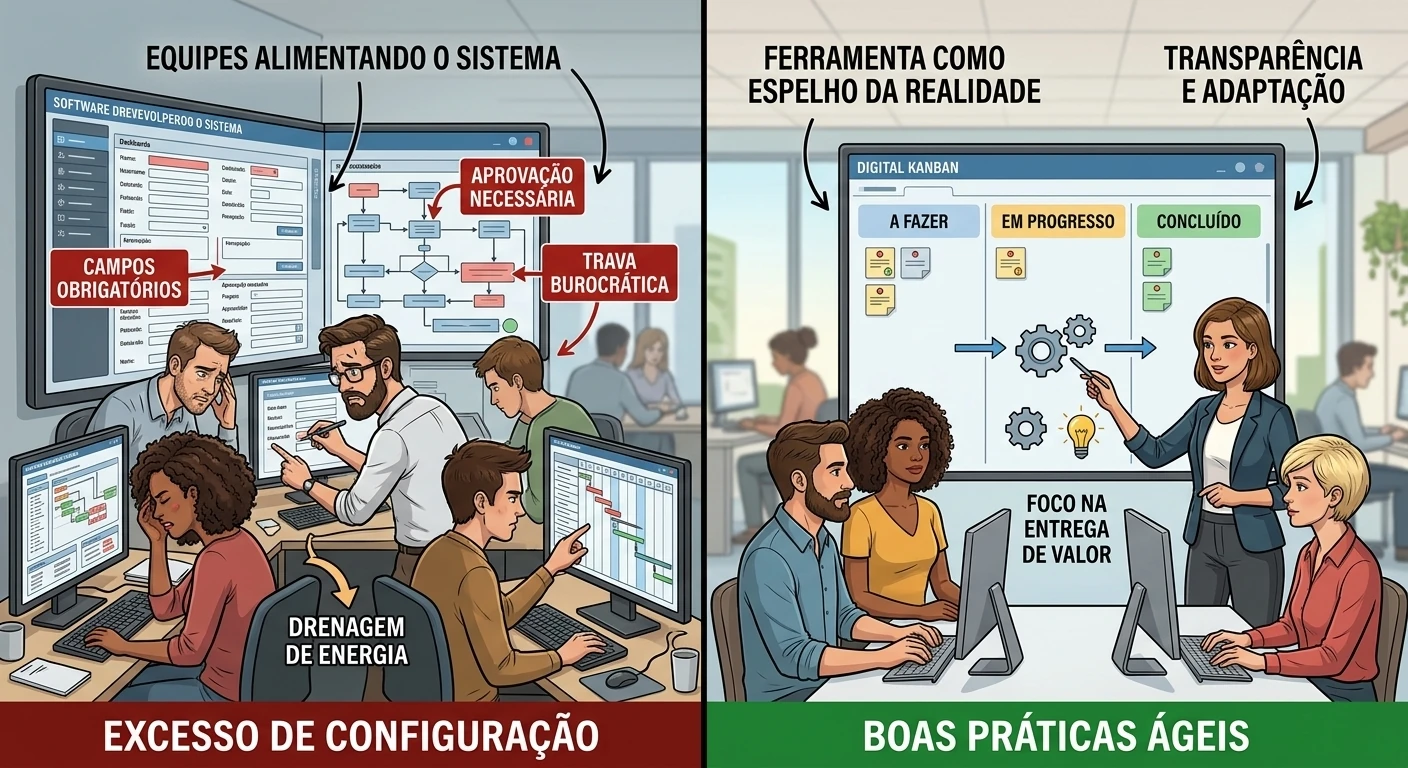 EQUIPES ALIMENTANDO O SISTEMA
SOFTWARE DREVEVOLPEROO O SISTEMA
APROVAÇÃO
NECESSÁRIA
CAMPOS
OBRIGATÓRIOS
TRAVA
BUROCRÁTICA
DRENAGEM
DE ENERGIA
EXCESSO DE CONFIGURAÇÃO
FERRAMENTA COMO
ESPELHO DA REALIDADE
TRANSPARÊNCIA
E ADAPTAÇÃO
DIGITAL KANBAN
A FAZER
EM PROGRESSO
CONCLUÍDO
FOCO NA
ENTREGA
DE VALOR
BOAS PRÁTICAS ÁGEIS